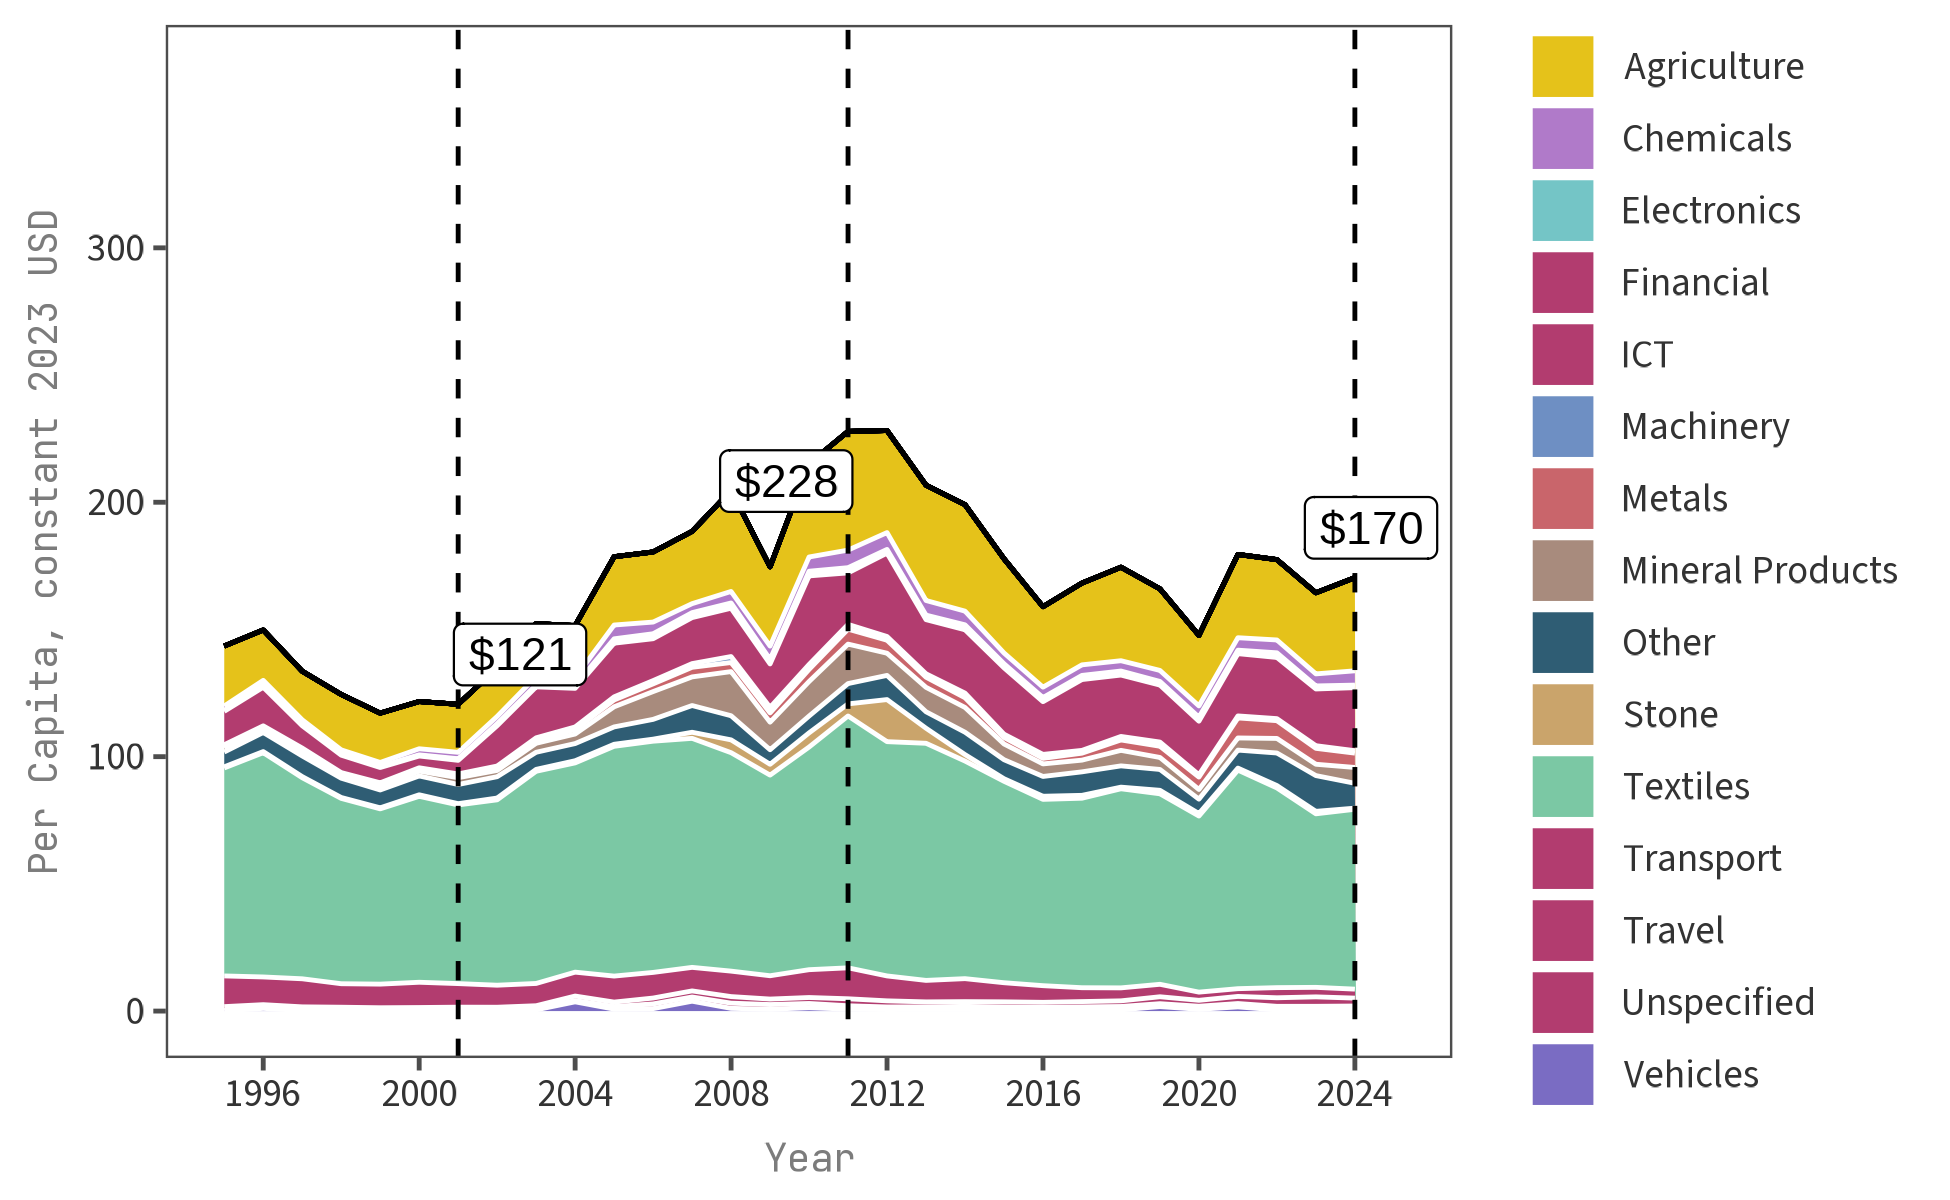 Per Capita, constant 2023 USD
300
200
100
0
$121
$228
$170
1996
2000
2004
2008
2012
2016
2020
2024
Year
Agriculture
Chemicals
Electronics
Financial
ICT
Machinery
Metals
Mineral Products
Other
Stone
Textiles
Transport
Travel
Unspecified
Vehicles